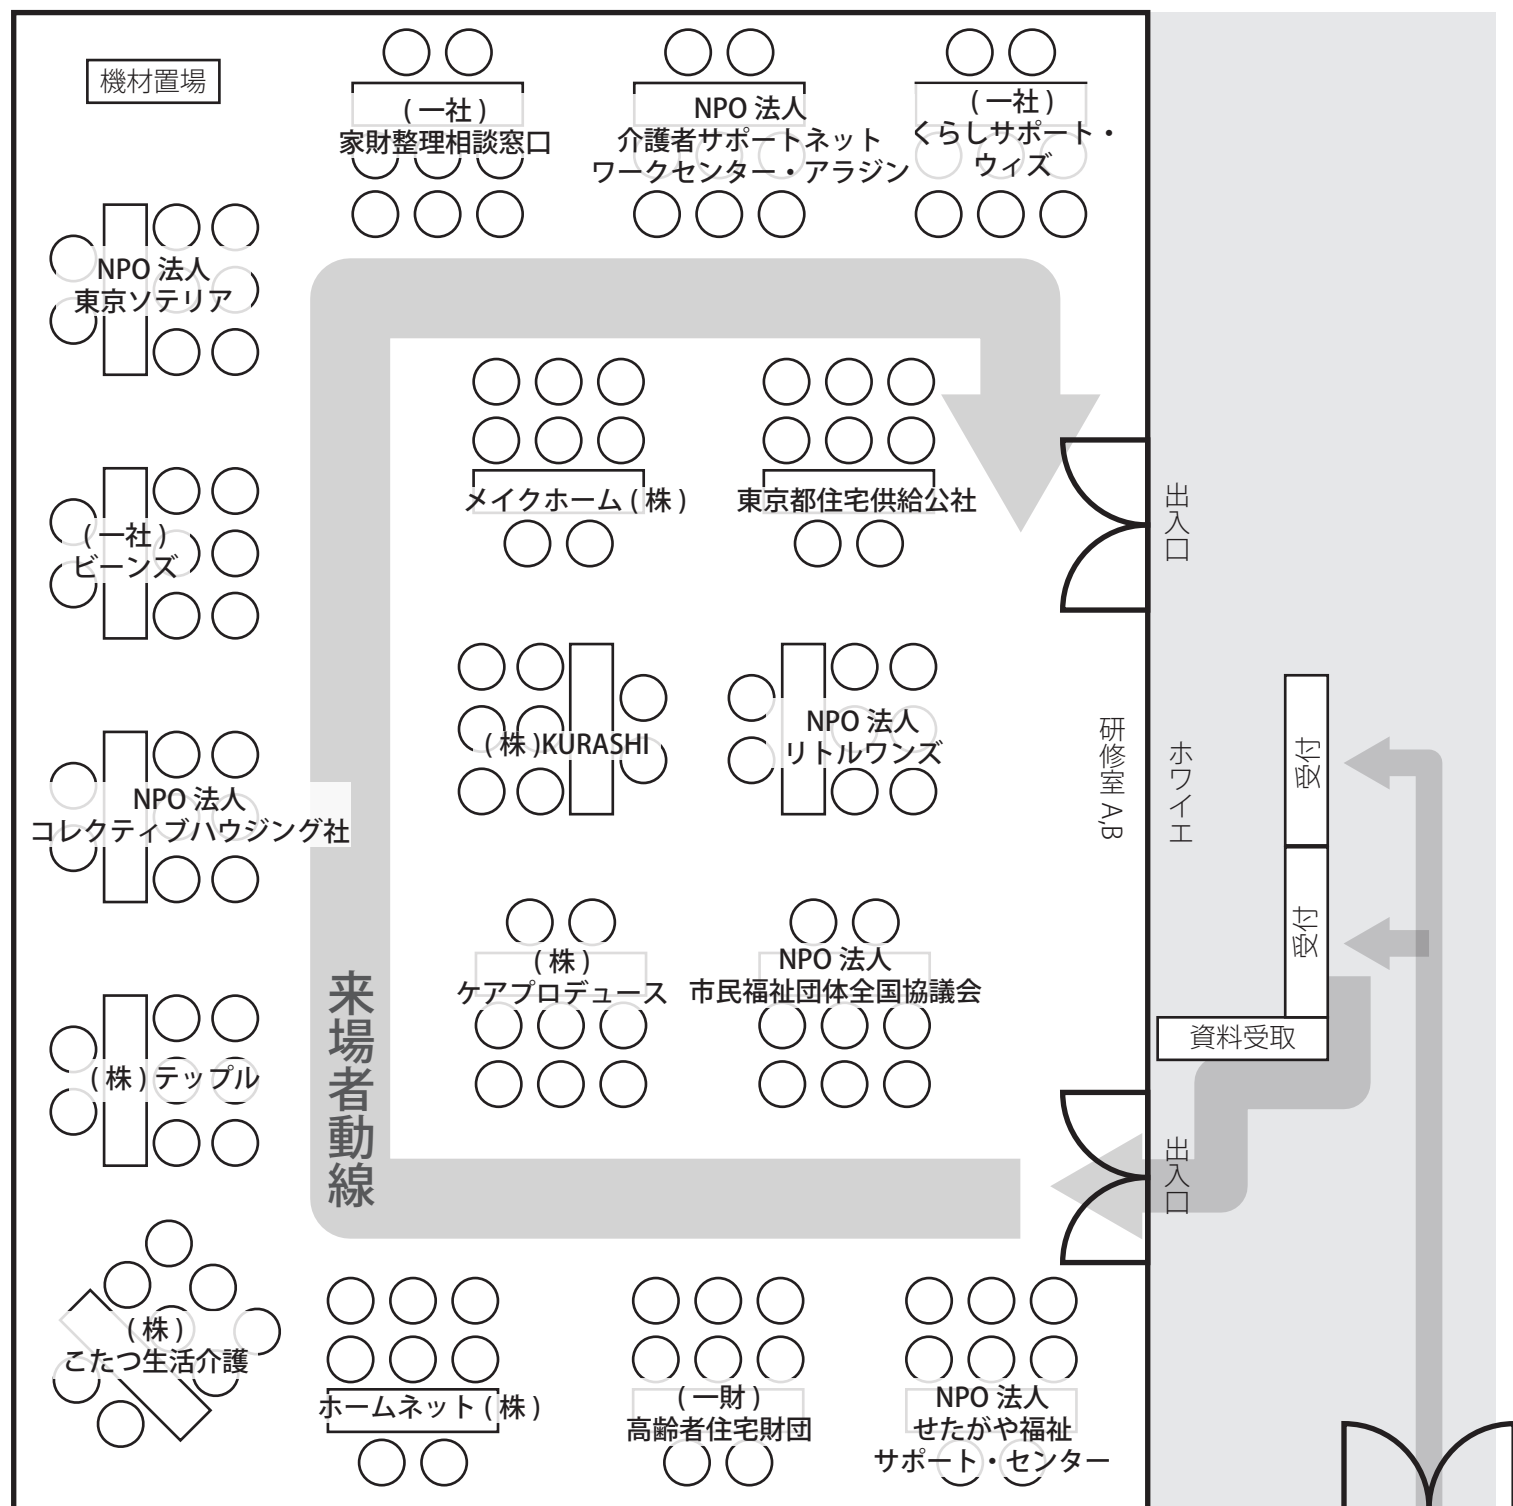 機材置場
( 一社 )
家財整理相談窓口
NPO 法人
介護者サポートネット
ワークセンター・アラジン
( 一社 )
くらしサポート・
ウィズ
NPO 法人
東京ソテリア
メイクホーム ( 株 )
東京都住宅供給公社
出入口
( 一社 )
ビーンズ
( 株 )KURASHI
NPO 法人
リトルワンズ
研修室 A,B
ホワイエ
受付
NPO 法人
コレクティブハウジング社
( 株 )
ケアプロデュース
NPO 法人
市民福祉団体全国協議会
受付
資料受取
( 株 ) テップル
来場者動線
出入口
( 株 )
こたつ生活介護
ホームネット ( 株 )
( 一財 )
高齢者住宅財団
NPO 法人
せたがや福祉
サポート・センター